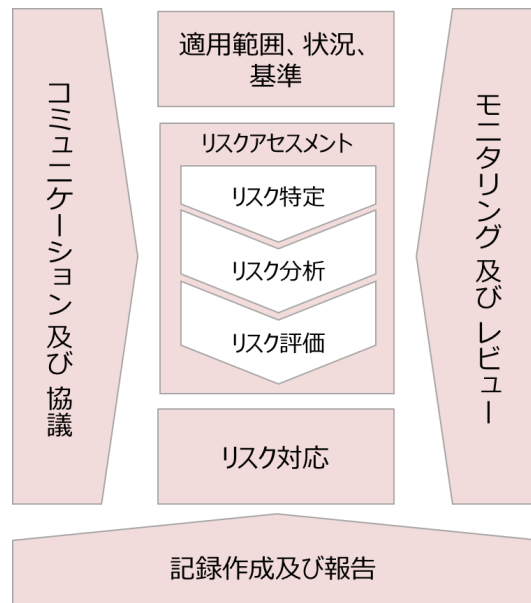 適用範囲、状況、
基準
コミュニケーション 及び 協議
リスクアセスメント
リスク特定
リスク分析
リスク評価
モニタリング 及び レビュー
リスク対応
記録作成及び報告